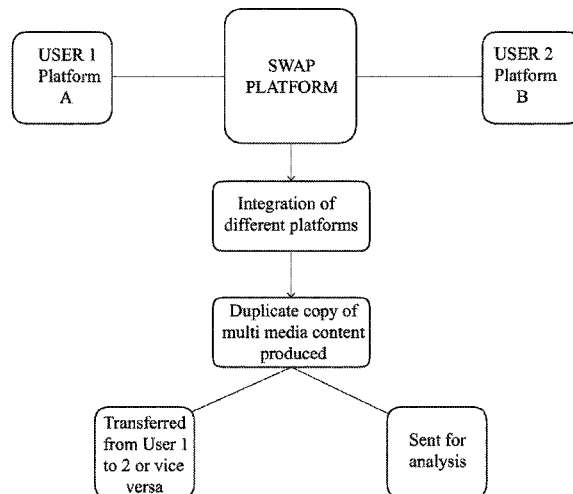 USER 1
Platform
A
SWAP
PLATFORM
USER 2
Platform
B
Integration of
different platforms
Duplicate copy of
multi media content
produced
Transferred
from User 1
to 2 or vice
versa
Sent for
analysis